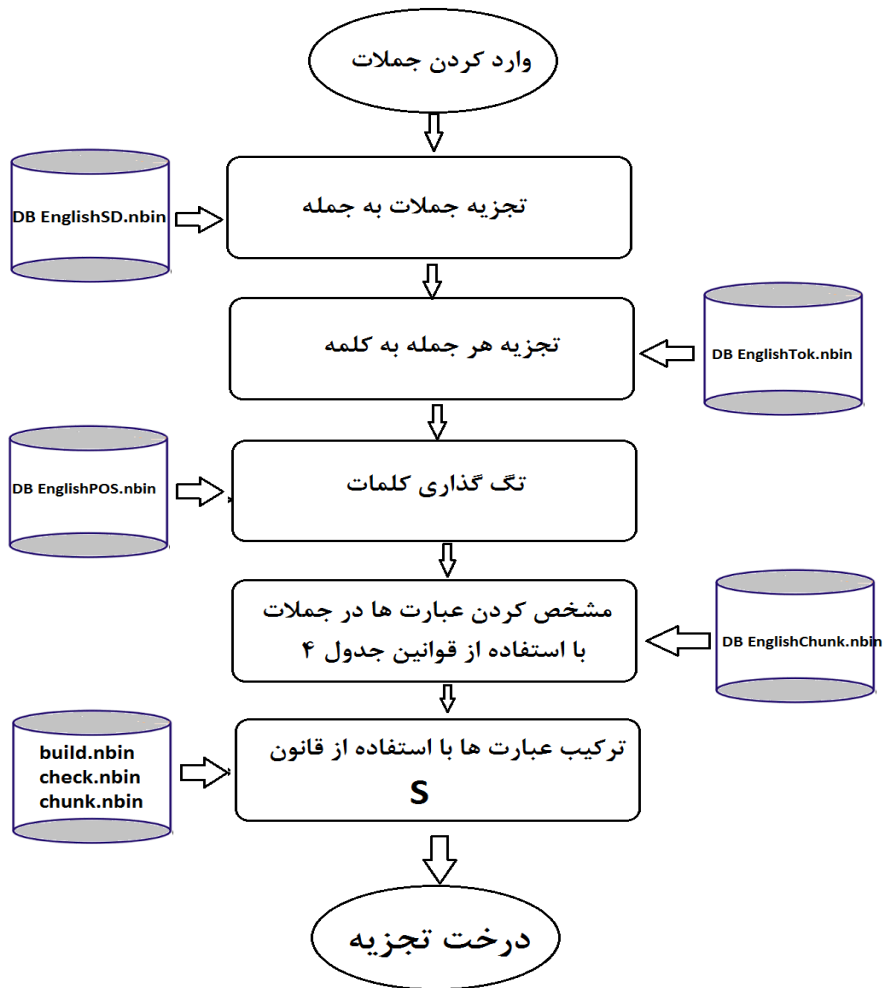 وارد کردن جملات
DB EnglishSD.nbin
تجزیه جملات به جمله
تجزیه هر جمله به کلمه
DB EnglishTok.nbin
DB EnglishPOS.nbin
تگ گذاری کلمات
مشخص کردن عبارت ها در جملات
با استفاده از قوانین جدول ۴
DB EnglishChunk.nbin
build.nbin
check.nbin
chunk.nbin
ترکیب عبارت ها با استفاده از قانون
S
درخت تجزیه